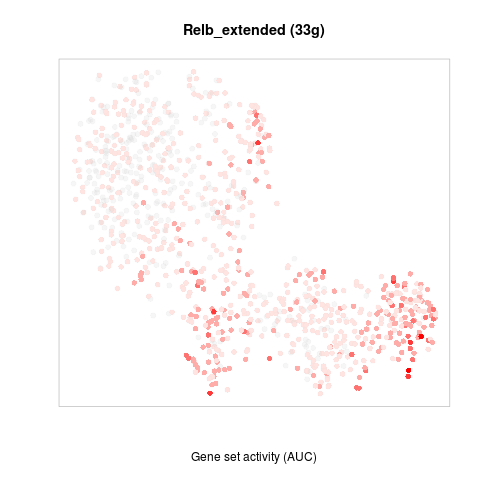 Relb_extended (33g)
Gene set activity (AUC)